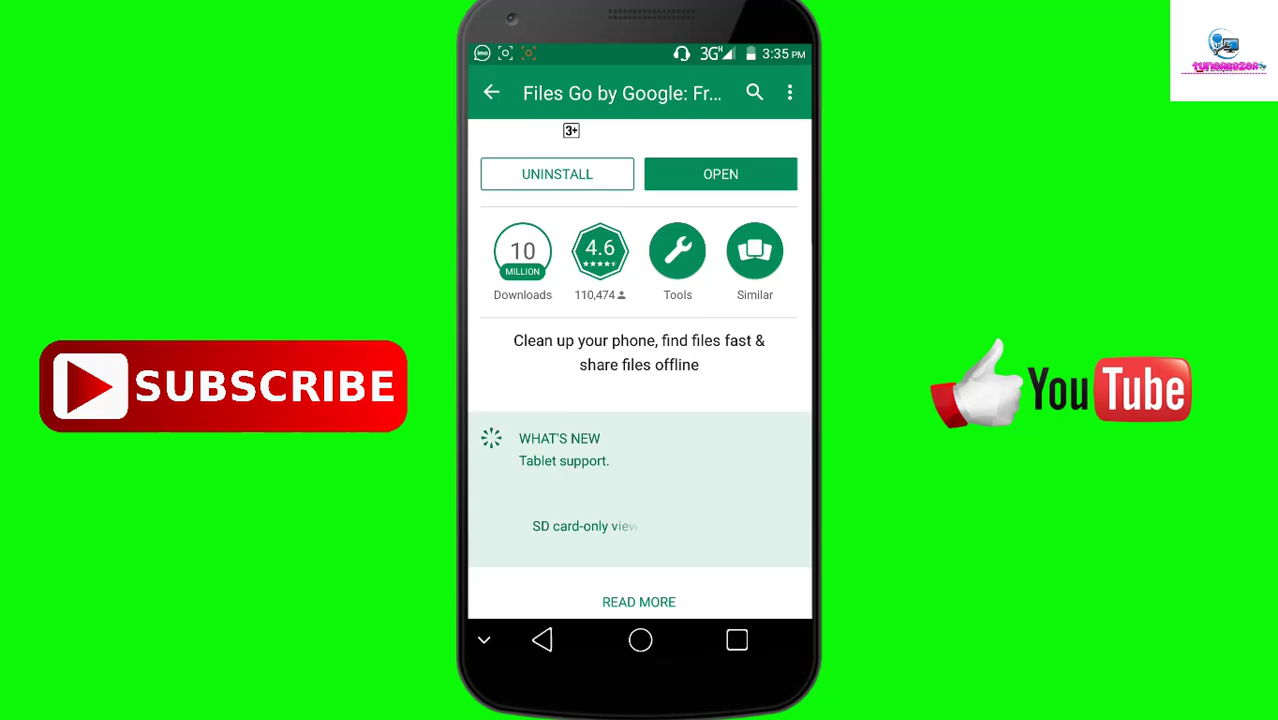 imo
3G H
3:35 PM
Files Go by Google: Fr...
3+
UNINSTALL
OPEN
10
MILLION
4.6
Downloads
110,474
Tools
Similar
Clean up your phone, find files fast &
share files offline
SUBSCRIBE
YouTube
WHAT'S NEW
Tablet support.
SD card-only view
READ MORE